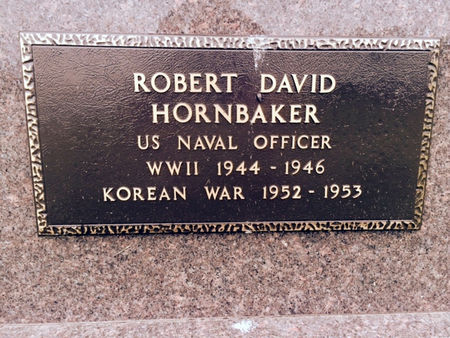 ROBERT DAVID
HORNBAKER
US NAVAL OFFICER
WWII 1944 - 1946
KOREAN WAR 1952 - 1953